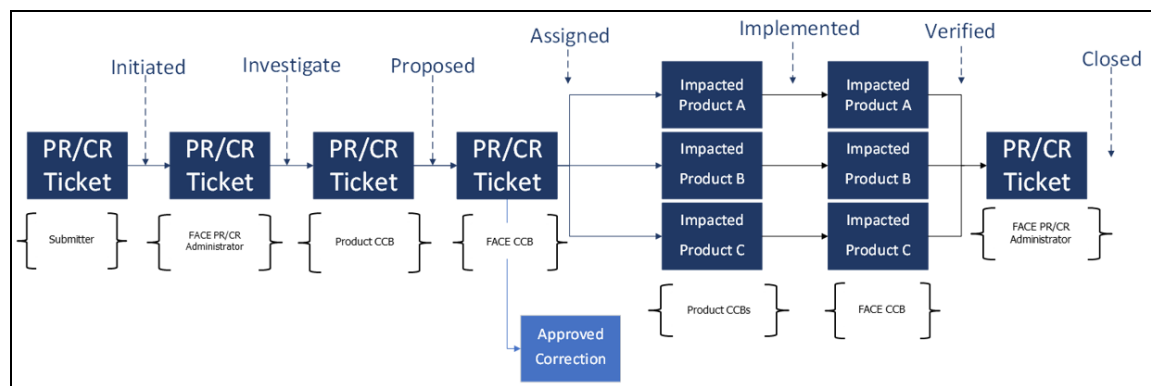 Initiated
Investigate
Proposed
Assigned
Implemented
Verified
Closed
PR/CR
Ticket
PR/CR
Ticket
PR/CR
Ticket
PR/CR
Ticket
Impacted
Product A
Impacted
Product B
Impacted
Product C
Impacted
Product A
Impacted
Product B
Impacted
Product C
PR/CR
Ticket
Submitter
FACE PR/CR
Administrator
Product CCB
FACE CCB
Product CCBs
FACE CCB
FACE PR/CR
Administrator
Approved
Correction